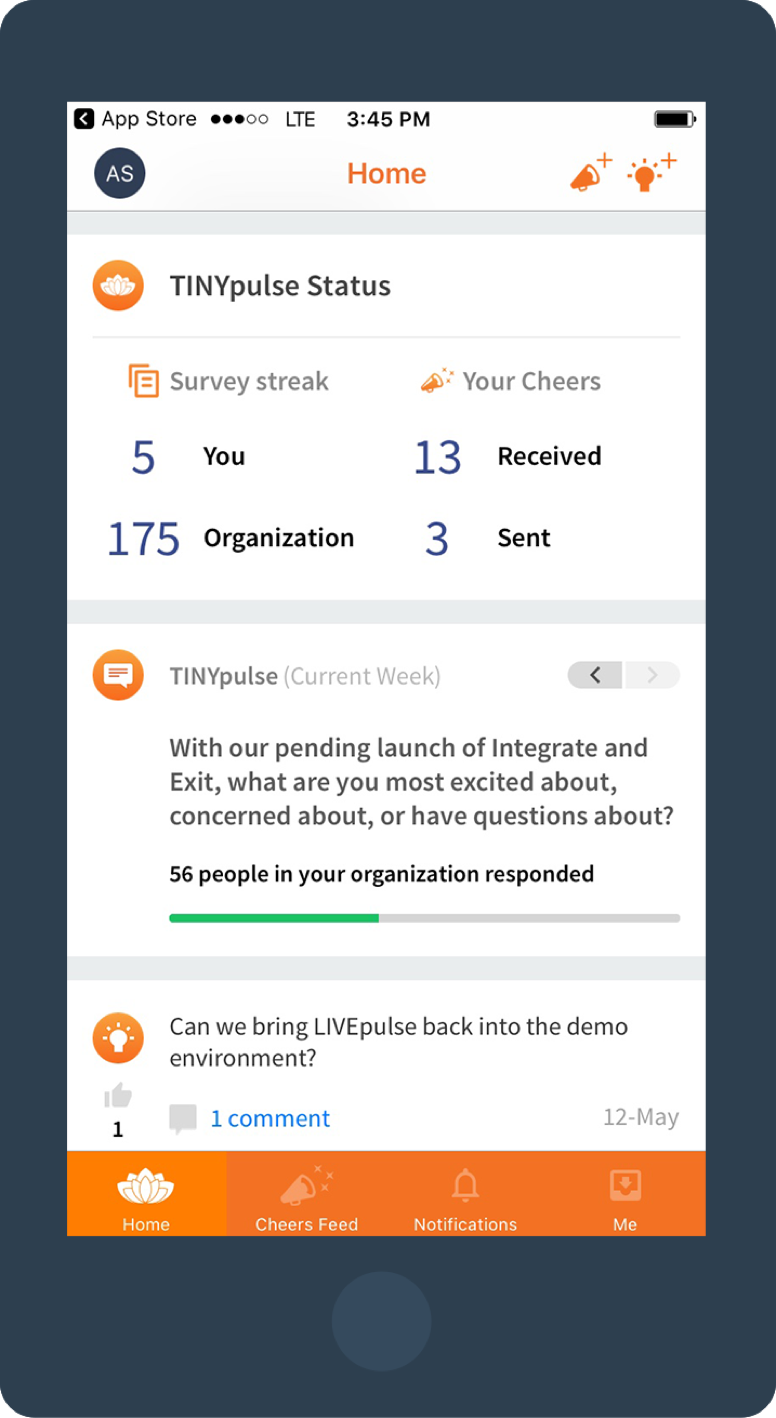 App Store LTE 3:45 PM
AS Home
TINYpulse Status
Survey streak Your Cheers
5 You 13 Received
175 Organization 3 Sent
TINYpulse (Current Week)
With our pending launch of Integrate and
Exit, what are you most excited about,
concerned about, or have questions about?
56 people in your organization responded
Can we bring LIVEpulse back into the demo
environment?
1 1 comment 12-May
Home Cheers Feed Notifications Me